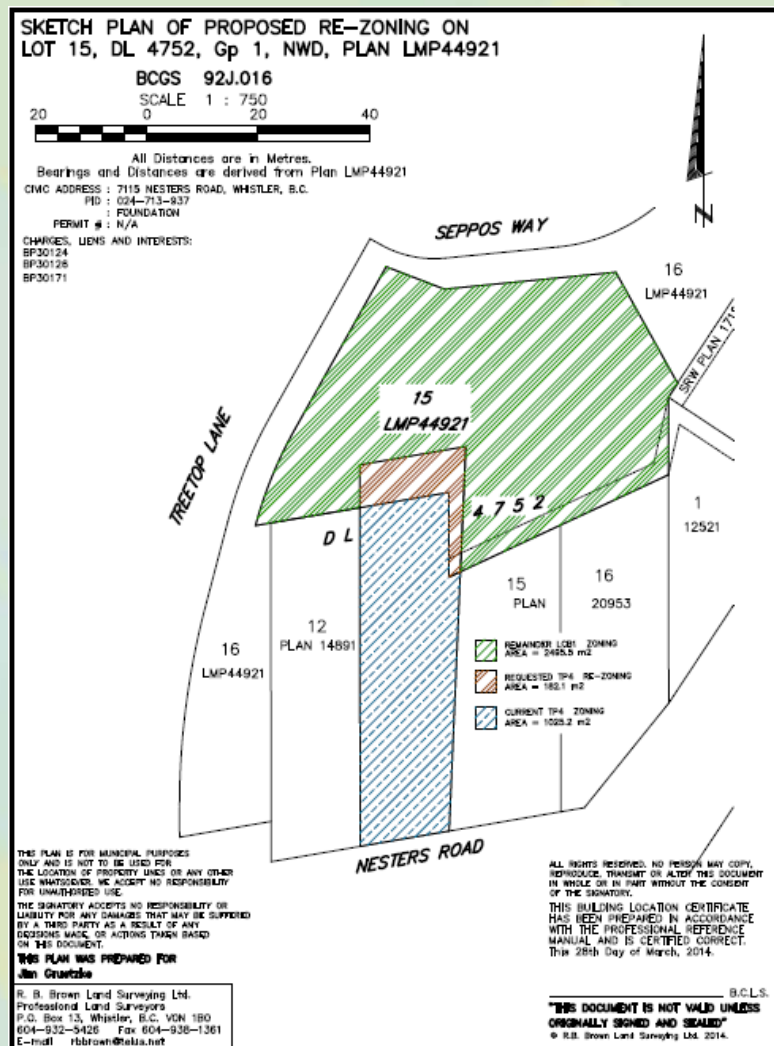 SKETCH PLAN OF PROPOSED RE-ZONING ON
LOT 15, DL 4752, Gp 1, NWD, PLAN LMP44921
BCGS 92J.016
SCALE 1 : 750
20 0 20 40
All Distances are in Metres.
Bearings and Distances are derived from Plan LMP44921
CIVIC ADDRESS : 7115 NESTERS ROAD, WHISTLER, B.C.
PID : 024-713-937
: FOUNDATION
PERMIT # : N/A
CHARGES, LIENS AND INTERESTS:
BP30124
BP30126
BP30171
N
SEPPOS WAY
16
LMP44921
SRW PLAN 1715
15
LMP44921
TREETOP LANE
D L 4 7 5 2
1
12521
15
PLAN
16
20953
12
PLAN 14891
16
LMP44921
REMAINDER LCB1 ZONING
AREA = 2495.5 m2
REQUESTED TP4 RE-ZONING
AREA = 182.1 m2
CURRENT TP4 ZONING
AREA = 1025.2 m2
NESTERS ROAD
THIS PLAN IS FOR MUNICIPAL PURPOSES
ONLY AND IS NOT TO BE USED FOR
THE LOCATION OF PROPERTY LINES OR ANY OTHER
USE WHATSOEVER. WE ACCEPT NO RESPONSIBILITY
FOR UNAUTHORIZED USE.
THE SIGNATORY ACCEPTS NO RESPONSIBILITY OR
LIABILITY FOR ANY DAMAGES THAT MAY BE SUFFERED
BY A THIRD PARTY AS A RESULT OF ANY
DECISIONS MADE, OR ACTIONS TAKEN BASED
ON THIS DOCUMENT.
THIS PLAN WAS PREPARED FOR
Jim Gruetzke
R. B. Brown Land Surveying Ltd.
Professional Land Surveyors
P.O. Box 13, Whistler, B.C. V0N 1B0
604-932-5426 Fax 604-938-1361
E-mail rbbrown@telus.net
ALL RIGHTS RESERVED. NO PERSON MAY COPY,
REPRODUCE, TRANSMIT OR ALTER THIS DOCUMENT
IN WHOLE OR IN PART WITHOUT THE CONSENT
OF THE SIGNATORY.
THIS BUILDING LOCATION CERTIFICATE
HAS BEEN PREPARED IN ACCORDANCE
WITH THE PROFESSIONAL REFERENCE
MANUAL AND IS CERTIFIED CORRECT.
This 28th Day of March, 2014.
B.C.L.S.
"THIS DOCUMENT IS NOT VALID UNLESS
ORIGINALLY SIGNED AND SEALED"
© R.B. Brown Land Surveying Ltd. 2014.